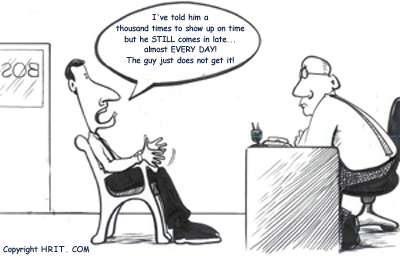 I've told him a
thousand times to show up on time
but he STILL comes in late...
almost EVERY DAY!
The guy just does not get it!
BOS
Copyright HRIT. COM